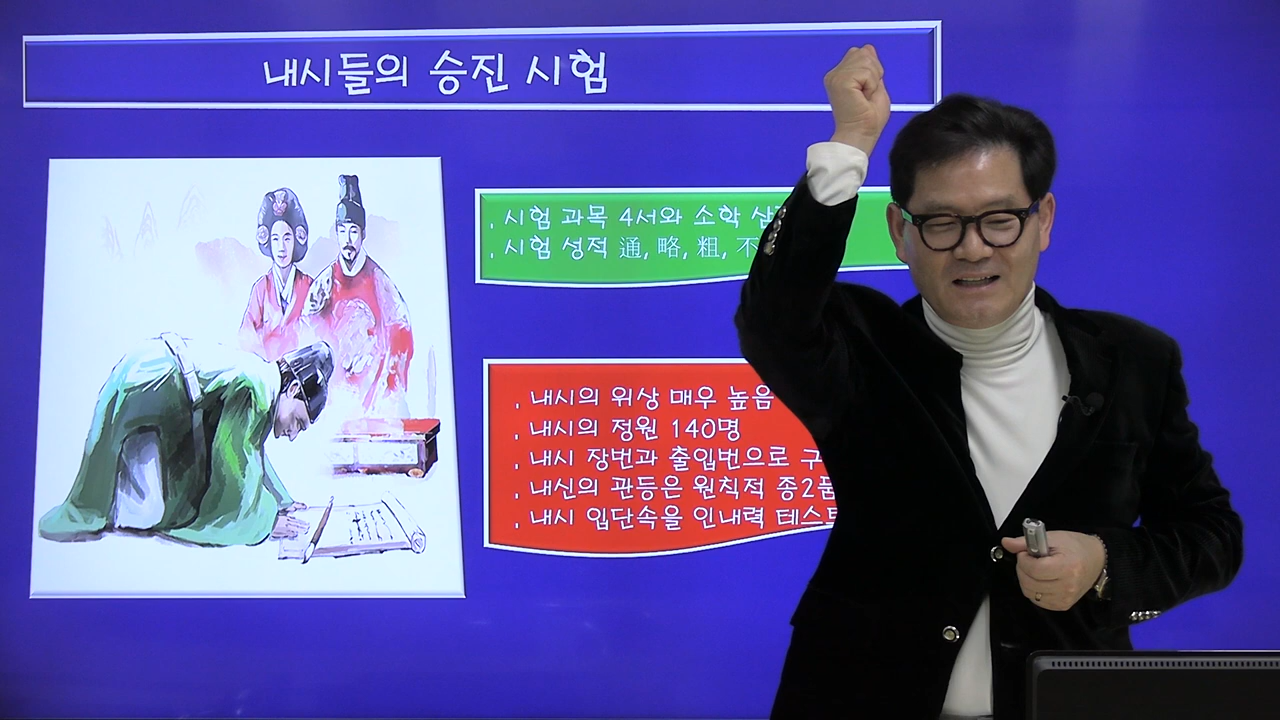 내시들의 승진 시험
. 시험 과목 4서와 소학
. 시험 성적 通, 略, 粗, 不
. 내시의 위상 매우 높음
. 내시의 정원 140명
. 내시 장번과 출입번으로
. 내신의 관등은 원칙적 종2품
. 내시 입단속을 인내력 테스트